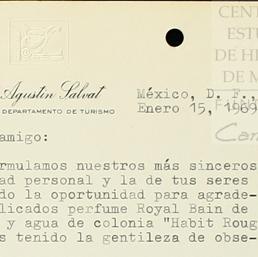 CENT
ESTU
DE H
DE M
Agustín Salvat
DEPARTAMENTO DE TURISMO
México, D. F.,
Enero 15, 1969
amigo:
rmulamos nuestros más sinceros
ad personal y la de tus seres
do la oportunidad para agrade-
licados perfume Royal Bain de
y agua de colonia "Habit Roug
s tenido la gentileza de obse-